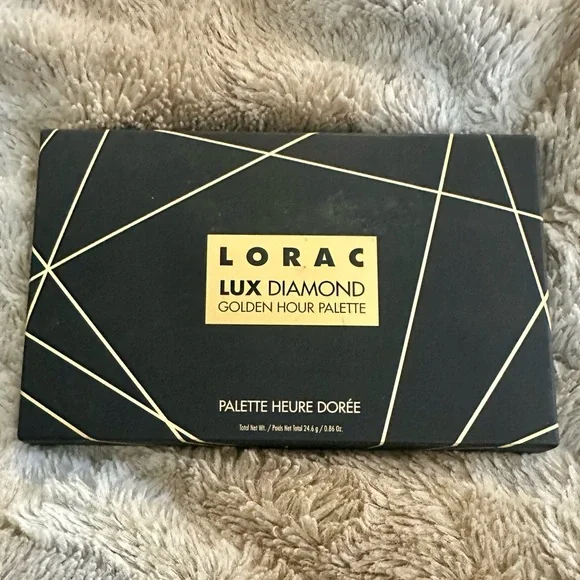 LORAC
LUX DIAMOND
GOLDEN HOUR PALETTE
PALETTE HEURE DORÉE
Total Net Wt. / Poids Net Total 24.6 g / 0.86 Oz.